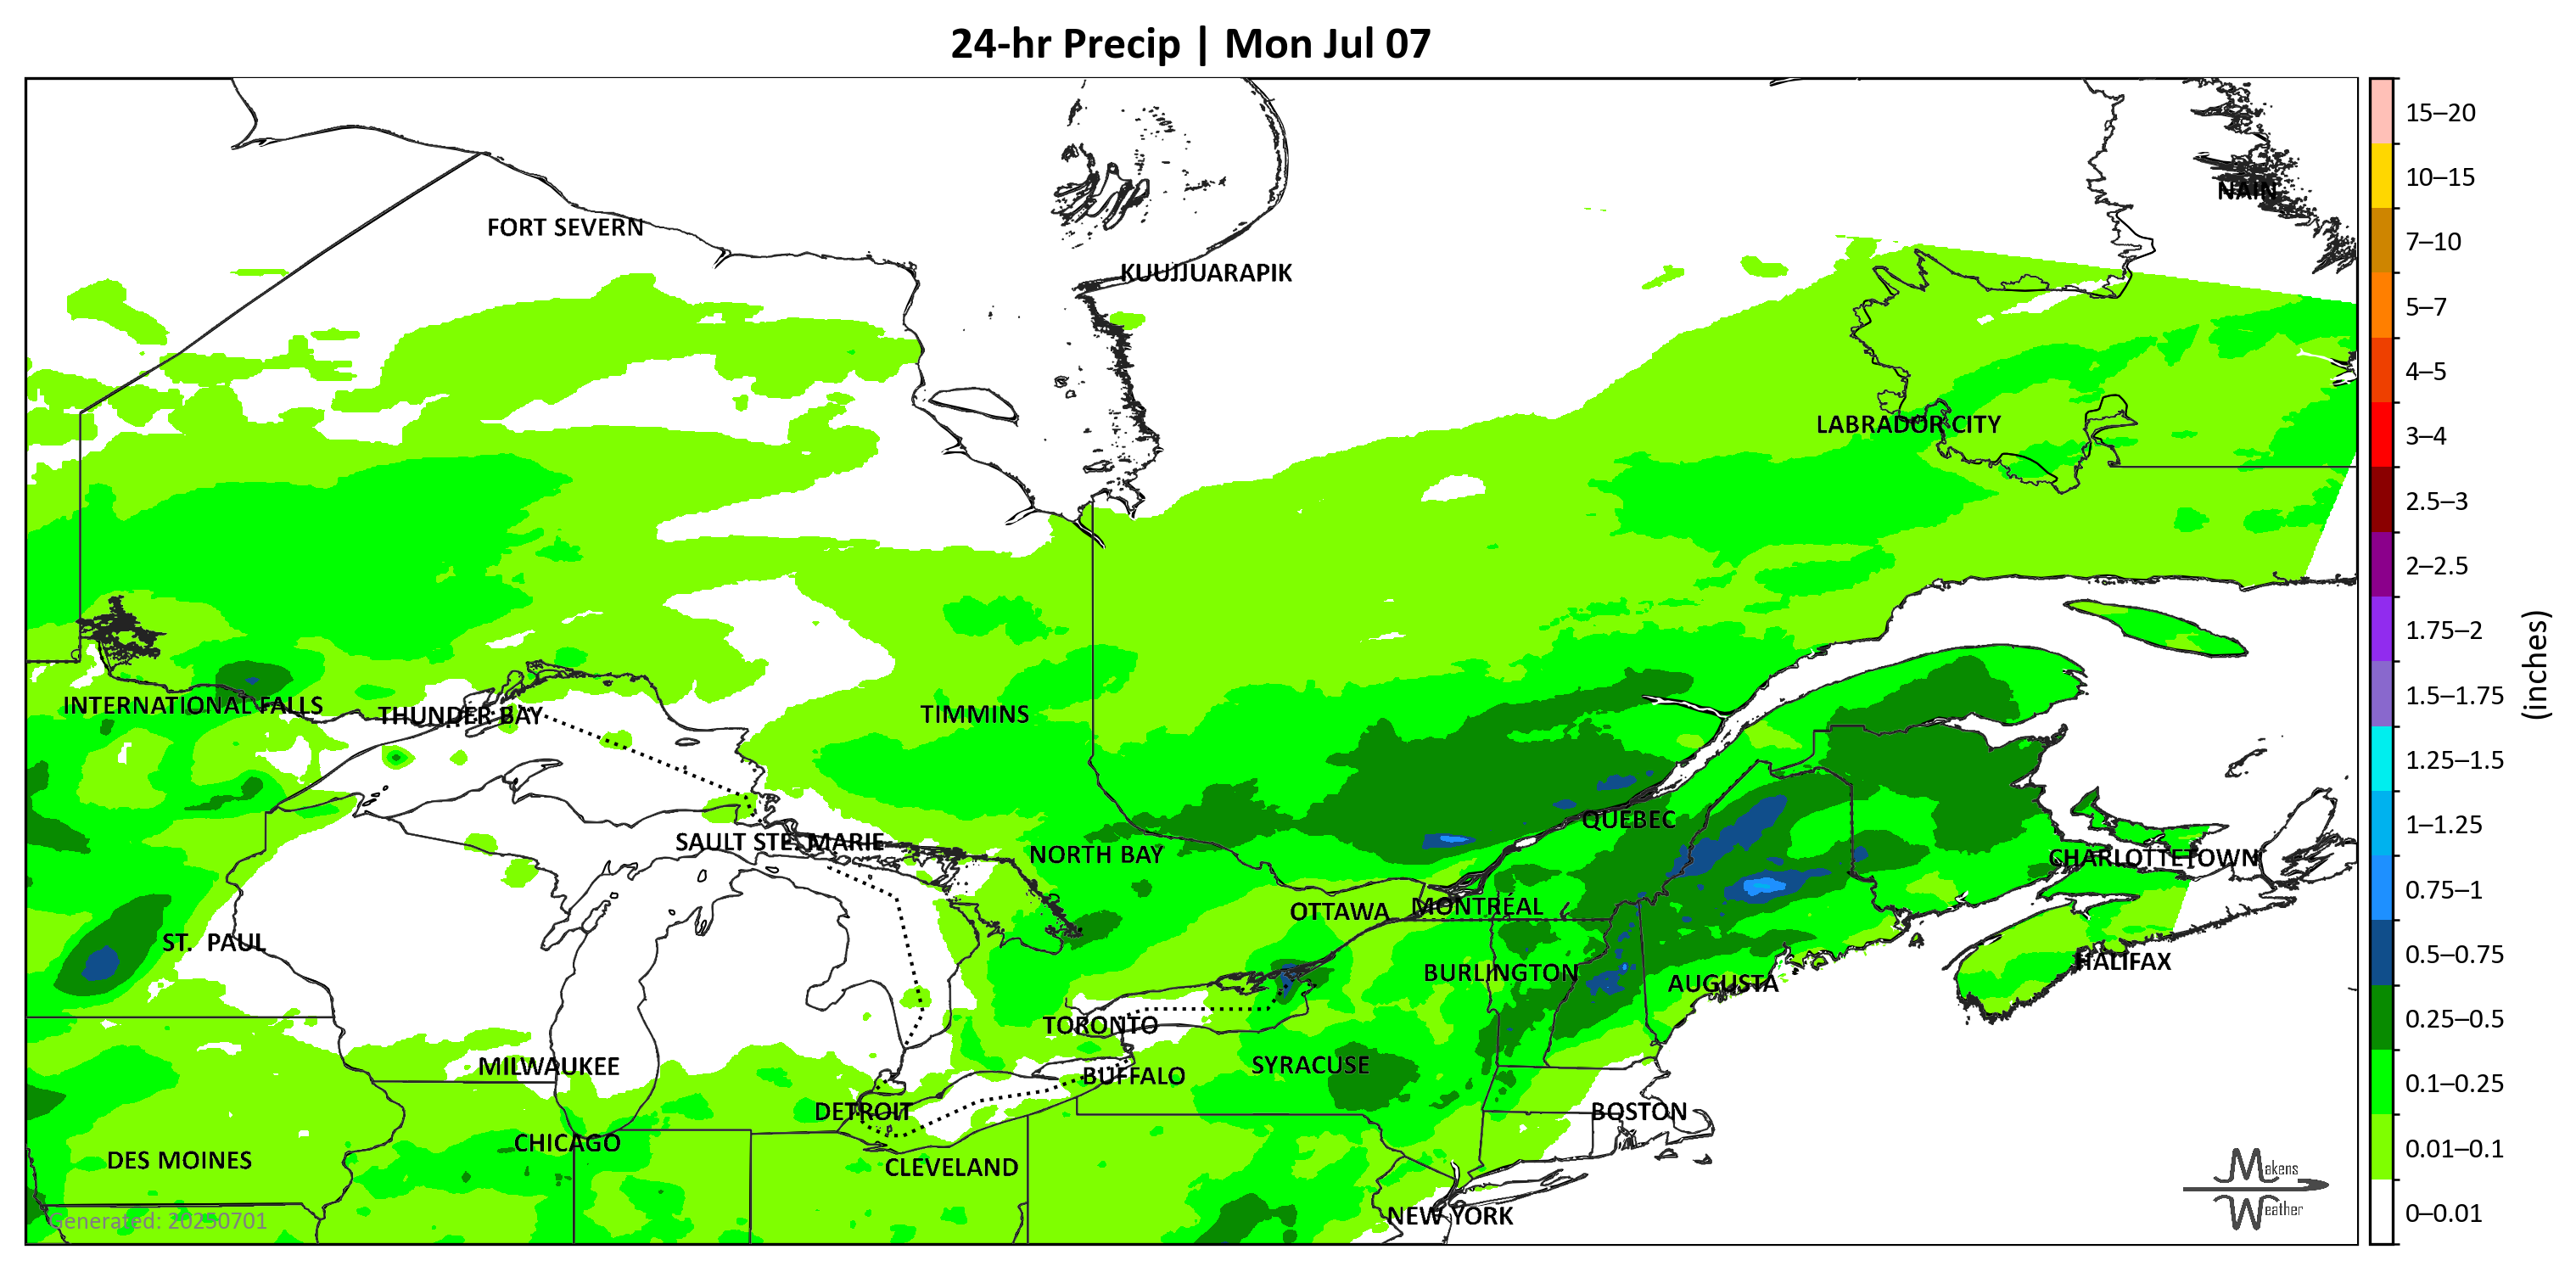 24-hr Precip | Mon Jul 07
15–20
10–15
NAIN
FORT SEVERN
7–10
KUUJJUARAPIK
5–7
4–5
LABRADOR CITY
3–4
2.5–3
2–2.5
1.75–2
(inches)
INTERNATIONAL FALLS
THUNDER BAY
TIMMINS
1.5–1.75
1.25–1.5
QUEBEC
1–1.25
SAULT STE. MARIE
NORTH BAY
CHARLOTTETOWN
0.75–1
OTTAWA
MONTREAL
ST. PAUL
BURLINGTON
AUGUSTA
HALIFAX
0.5–0.75
TORONTO
0.25–0.5
MILWAUKEE
BUFFALO
SYRACUSE
0.1–0.25
DETROIT
BOSTON
CHICAGO
0.01–0.1
DES MOINES
CLEVELAND
Makens
Weather
NEW YORK
0–0.01
Generated: 20250701